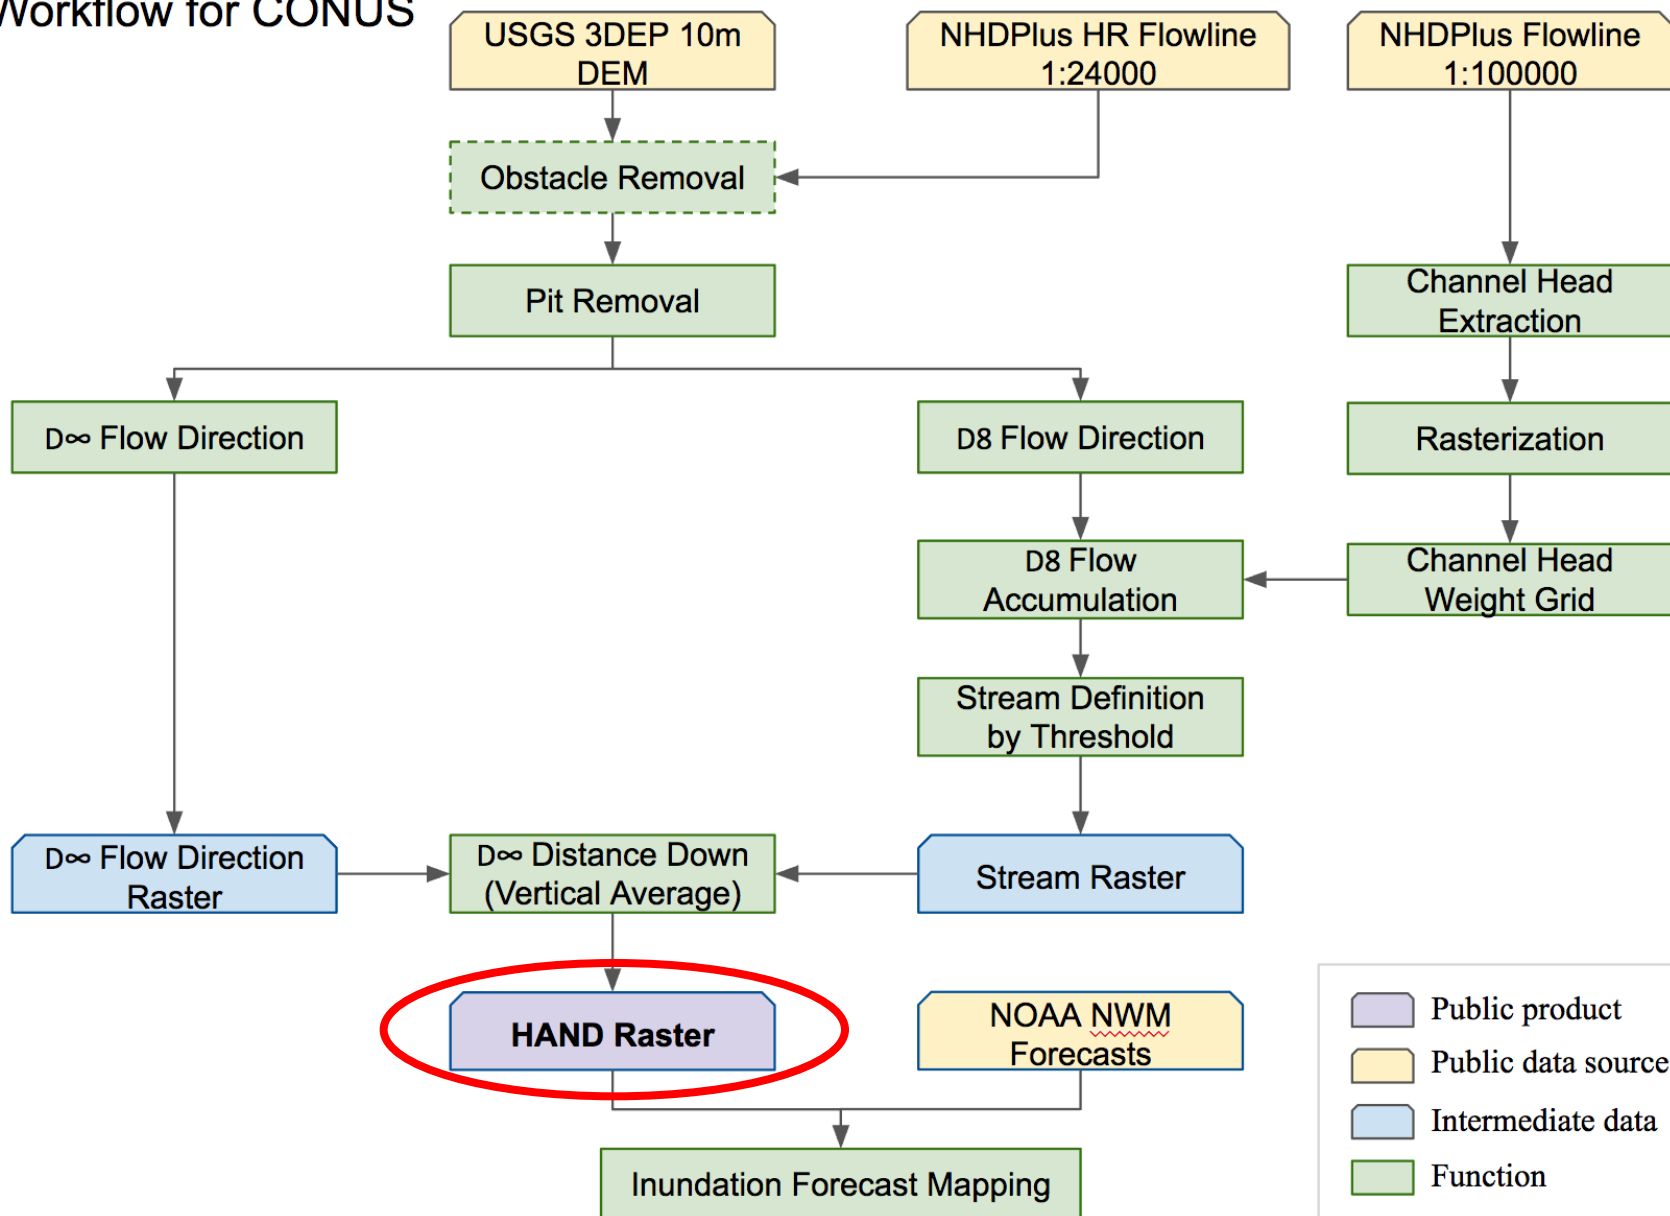 Workflow for CONUS
USGS 3DEP 10m
DEM
NHDPlus HR Flowline
1:24000
NHDPlus Flowline
1:100000
Obstacle Removal
Pit Removal
Channel Head
Extraction
D∞ Flow Direction
D8 Flow Direction
Rasterization
D8 Flow
Accumulation
Channel Head
Weight Grid
Stream Definition
by Threshold
D∞ Flow Direction
Raster
D∞ Distance Down
(Vertical Average)
Stream Raster
HAND Raster
NOAA NWM
Forecasts
Inundation Forecast Mapping
Public product
Public data source
Intermediate data
Function